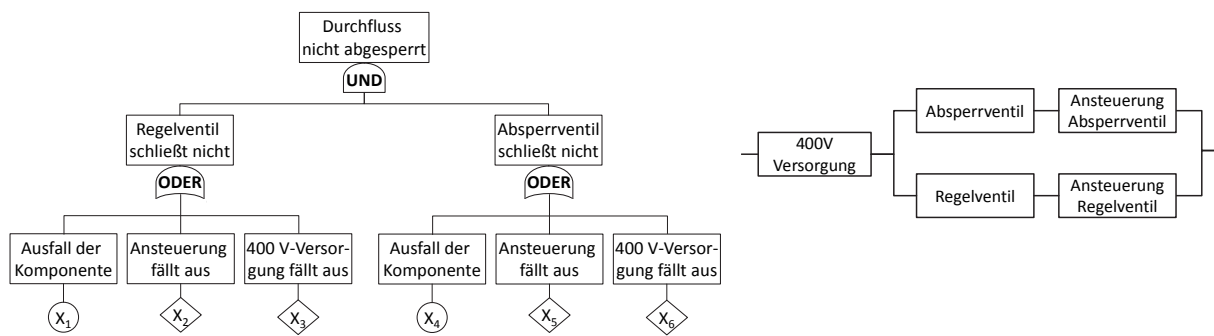 Durchfluss
nicht abgesperrt
UND
Regelventil
schließt nicht
Absperrventil
schließt nicht
ODER
ODER
Ausfall der
Komponente
Ansteuerung
fällt aus
400 V-Versor-
gung fällt aus
Ausfall der
Komponente
Ansteuerung
fällt aus
400 V-Versor-
gung fällt aus
X₁
X₂
X₃
X₄
X₅
X₆
400V
Versorgung
Absperrventil
Ansteuerung
Absperrventil
Regelventil
Ansteuerung
Regelventil